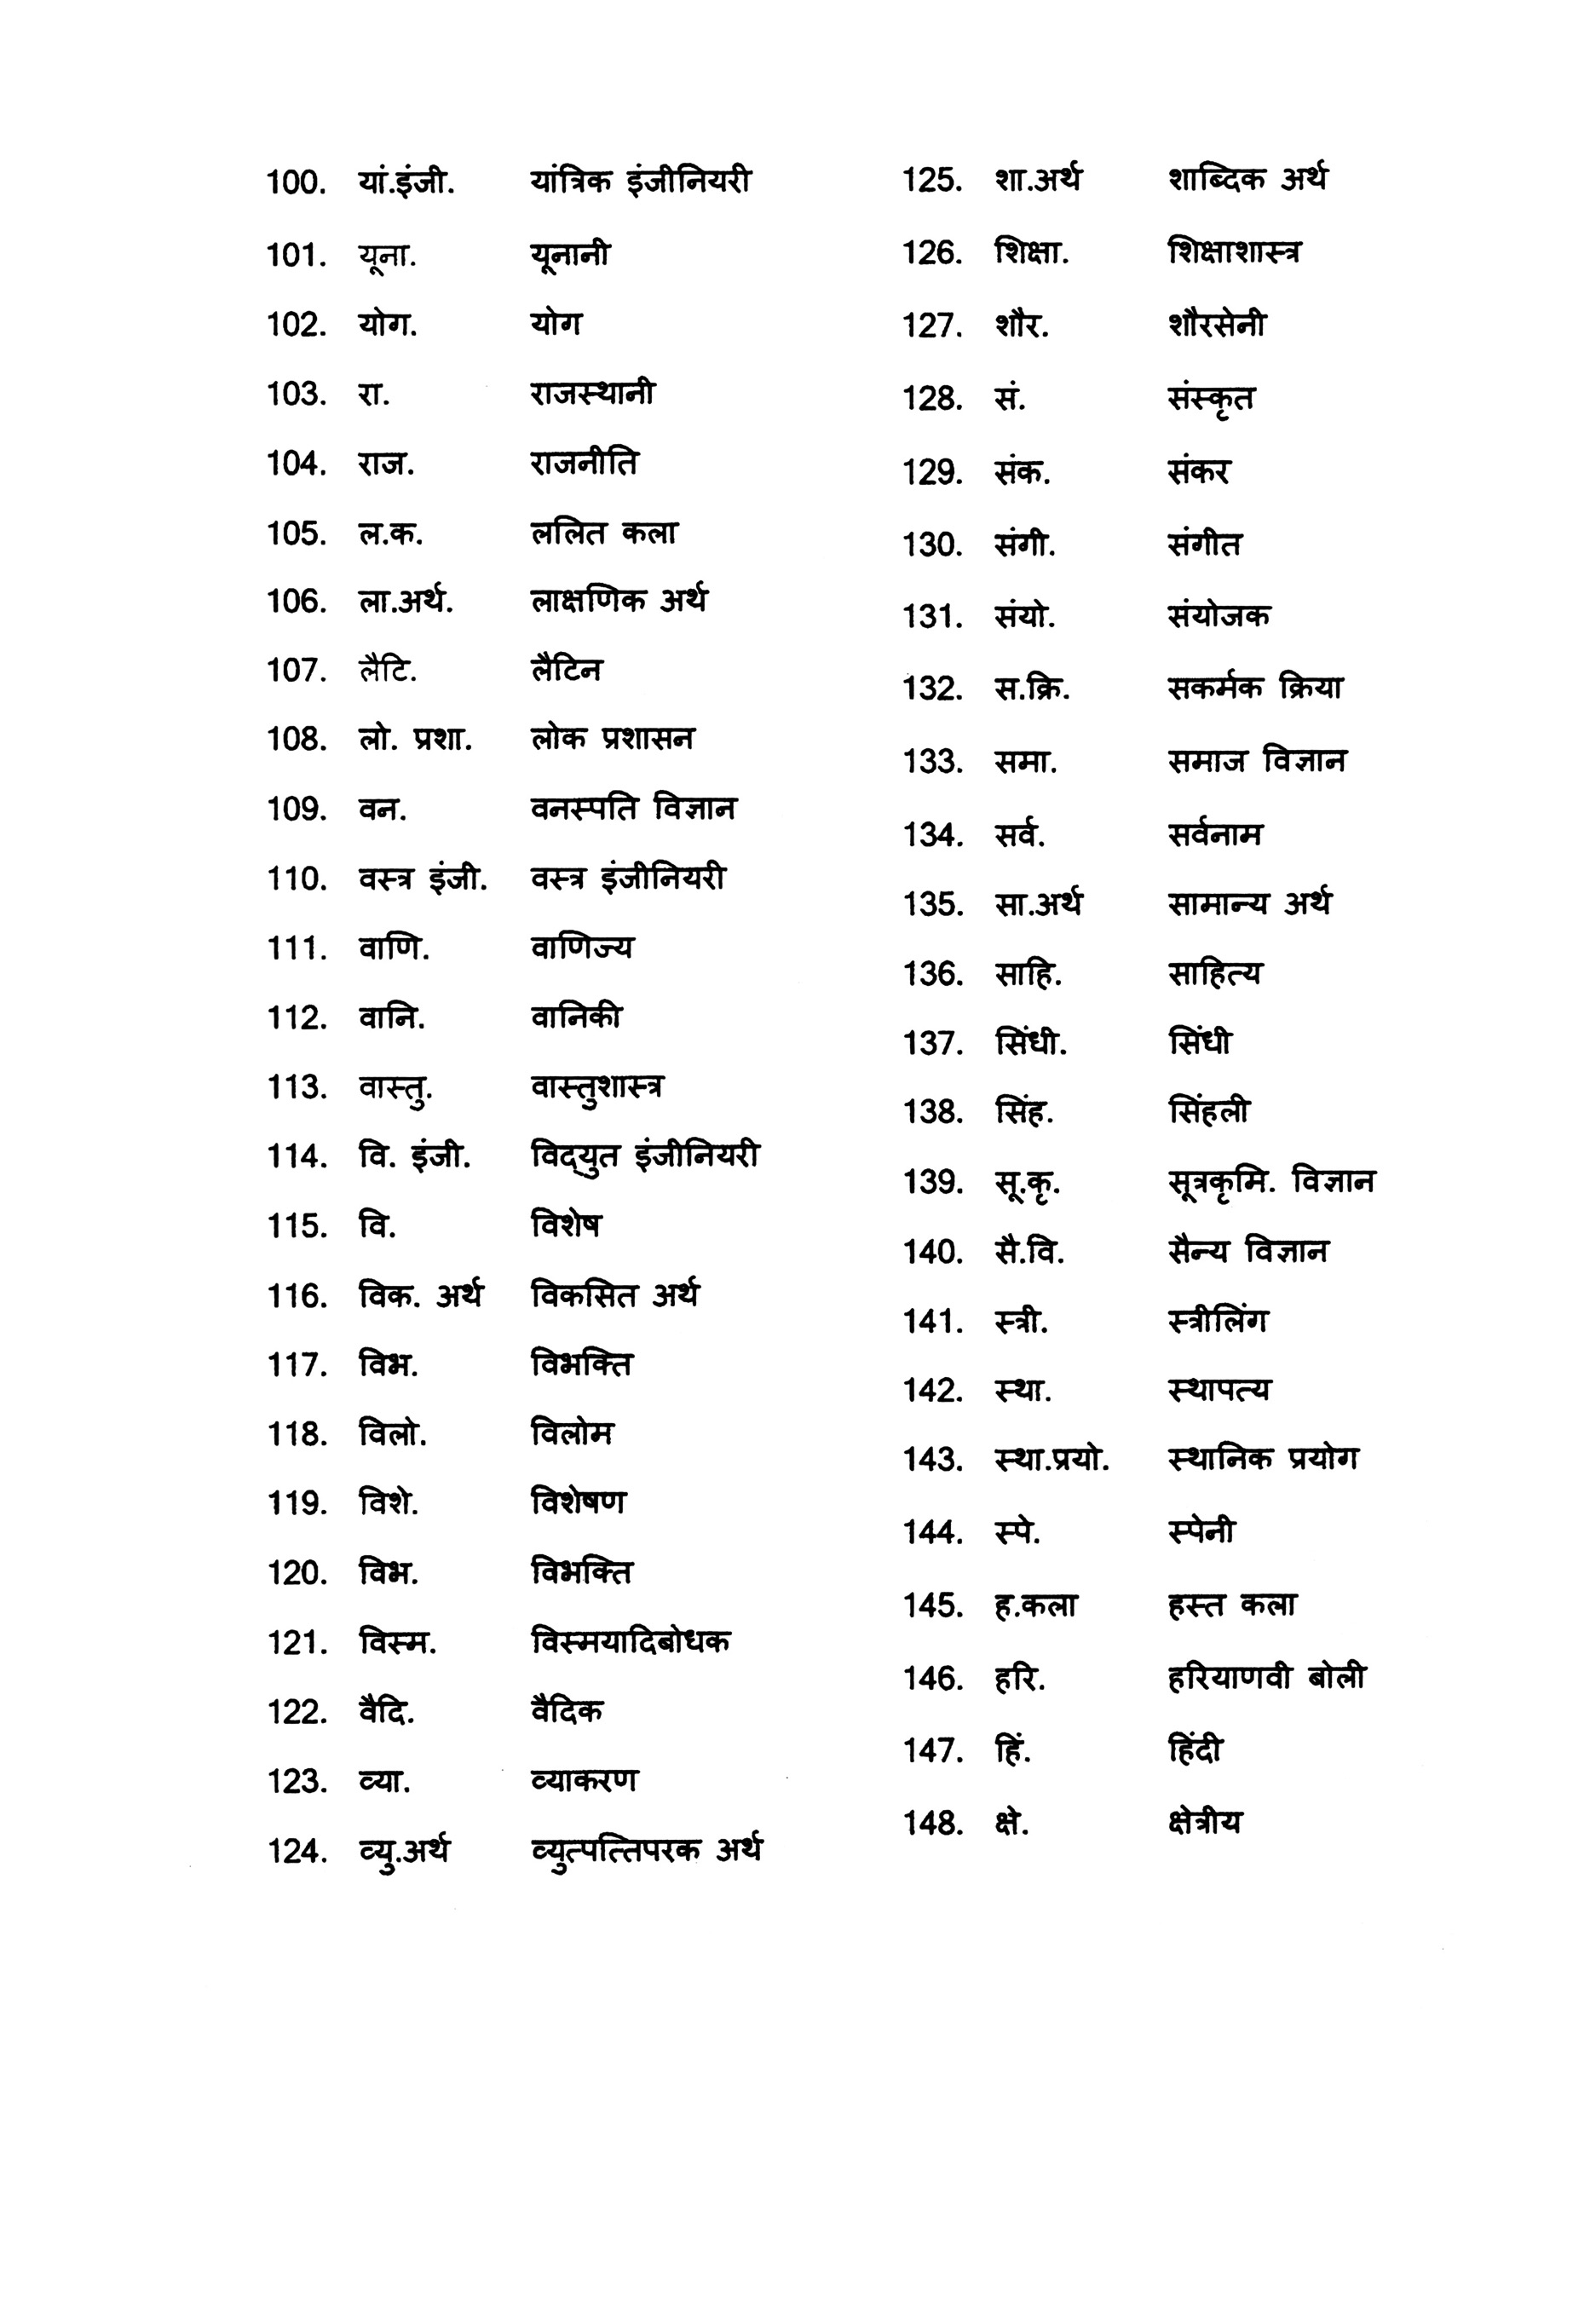 100. यां.इंजी. यांत्रिक इंजीनियरी
101. यूना. यूनानी
102. योग. योग
103. रा. राजस्थानी
104. राज. राजनीति
105. ल.क. ललित कला
106. ला.अर्थ. लाक्षणिक अर्थ
107. लैटि. लैटिन
108. लो. प्रशा. लोक प्रशासन
109. वन. वनस्पति विज्ञान
110. वस्त्र इंजी. वस्त्र इंजीनियरी
111. वाणि. वाणिज्य
112. वानि. वानिकी
113. वास्तु. वास्तुशास्त्र
114. वि. इंजी. विद्युत इंजीनियरी
115. वि. विशेष
116. विक. अर्थ विकसित अर्थ
117. विभ. विभक्ति
118. विलो. विलोम
119. विशे. विशेषण
120. विभ. विभक्ति
121. विस्म. विस्मयादिबोधक
122. वैदि. वैदिक
123. व्या. व्याकरण
124. व्यु.अर्थ व्युत्पत्तिपरक अर्थ
125. शा.अर्थ शाब्दिक अर्थ
126. शिक्षा. शिक्षाशास्त्र
127. शौर. शौरसेनी
128. सं. संस्कृत
129. संक. संकर
130. संगी. संगीत
131. संयो. संयोजक
132. स.क्रि. सकर्मक क्रिया
133. समा. समाज विज्ञान
134. सर्व. सर्वनाम
135. सा.अर्थ सामान्य अर्थ
136. साहि. साहित्य
137. सिंधी. सिंधी
138. सिंह. सिंहली
139. सू.कृ. सूत्रकृमि. विज्ञान
140. सै.वि. सैन्य विज्ञान
141. स्त्री. स्त्रीलिंग
142. स्था. स्थापत्य
143. स्था.प्रयो. स्थानिक प्रयोग
144. स्पे. स्पेनी
145. ह.कला हस्त कला
146. हरि. हरियाणवी बोली
147. हिं. हिंदी
148. क्षे. क्षेत्रीय